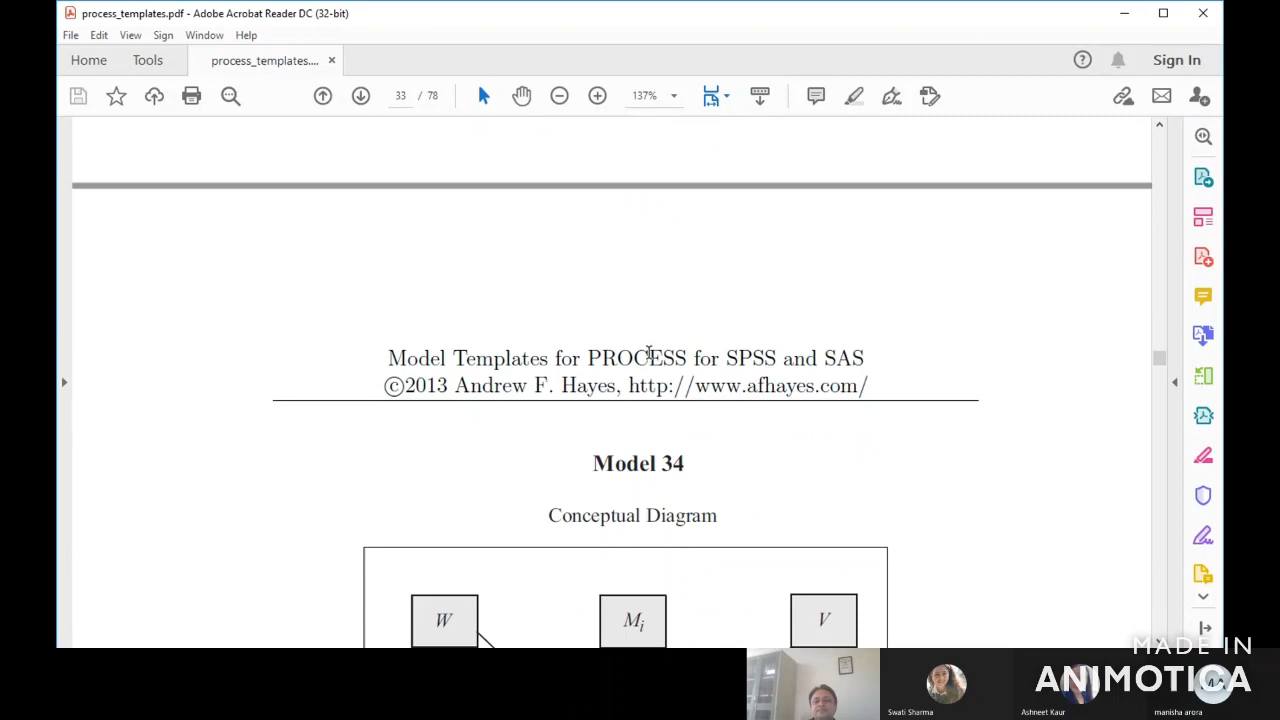 process_templates.pdf - Adobe Acrobat Reader DC (32-bit)
File Edit View Sign Window Help
Home Tools process_templates.... × Sign In
33 / 78 137%
Model Templates for PROCESS for SPSS and SAS
©2013 Andrew F. Hayes, http://www.afhayes.com/
Model 34
Conceptual Diagram
W Mi V
MADE IN
ANIMOTICA
Swati Sharma Ashneet Kaur manisha arora